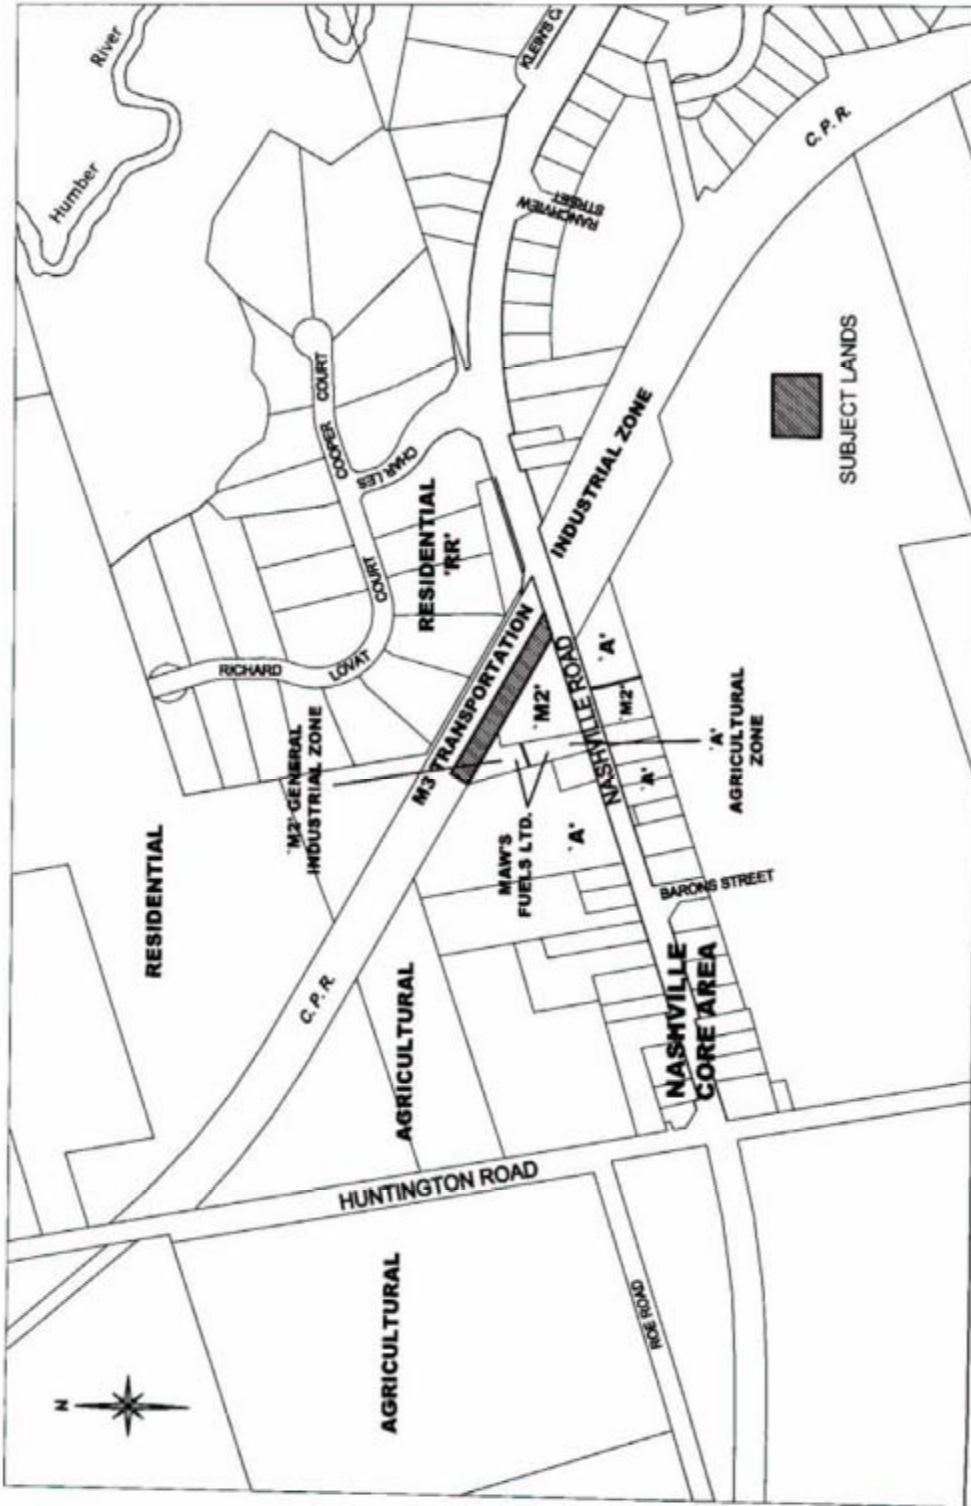 N
River
Humber
KLEIN'S C
C. P. R.
RANCHVIEW
STREET
COOPER
COURT
CHARLES
COURT
LOVAT
RICHARD
RESIDENTIAL
'RR'
INDUSTRIAL ZONE
SUBJECT LANDS
M3 TRANSPORTATION
'M2'
NASHVILLE ROAD
'A'
'M2'
'A'
'A'
AGRICULTURAL
ZONE
'M2' GENERAL
INDUSTRIAL ZONE
MAW'S
FUELS LTD.
'A'
BARONS STREET
RESIDENTIAL
C. P. R.
AGRICULTURAL
NASHVILLE
CORE AREA
HUNTINGTON ROAD
AGRICULTURAL
ROE ROAD